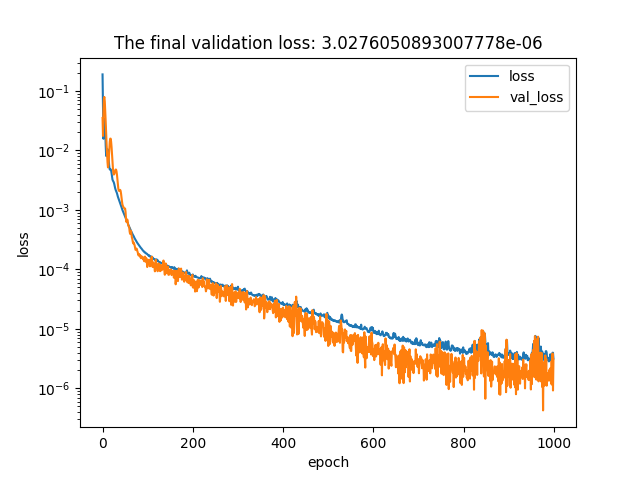 The final validation loss: 3.0276050893007778e-06
loss
val_loss
10⁻¹
10⁻²
10⁻³
10⁻⁴
10⁻⁵
10⁻⁶
loss
0 200 400 600 800 1000
epoch